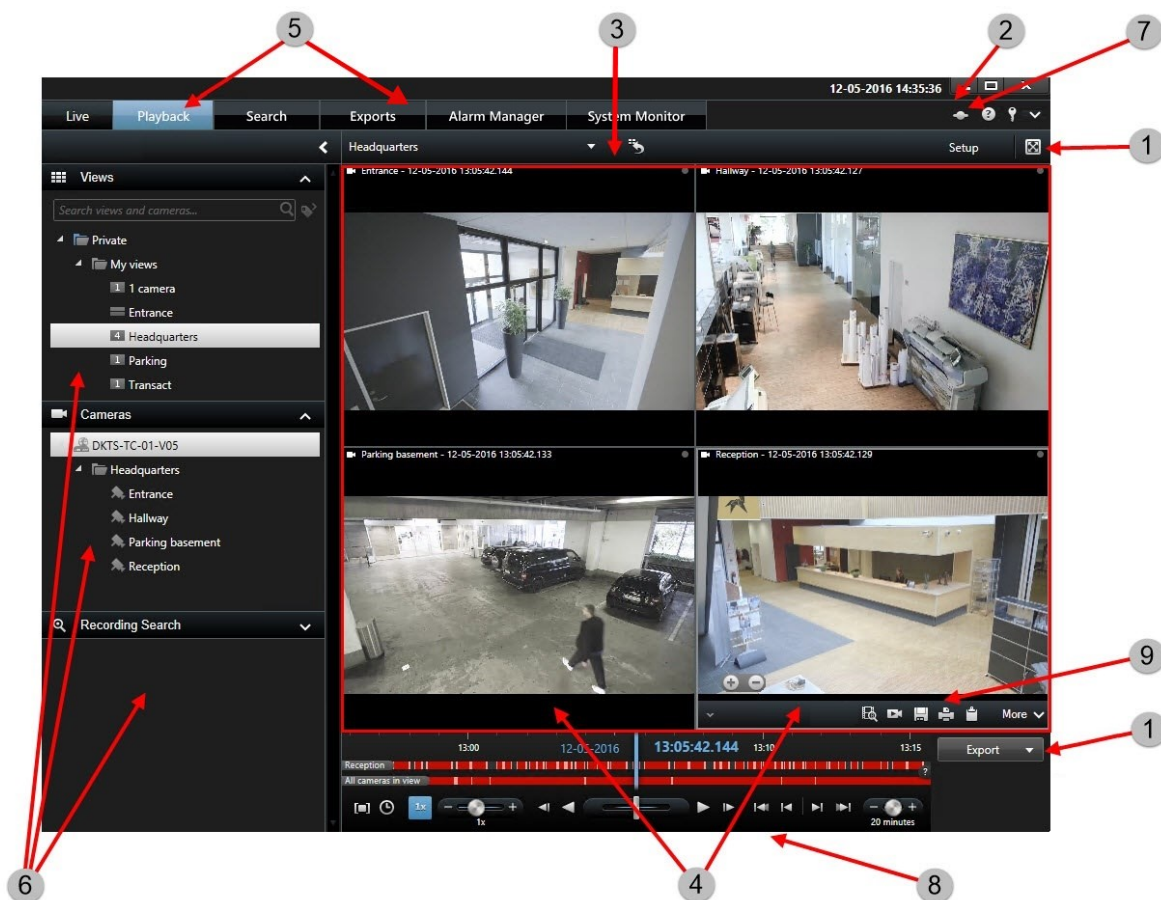 5
3
2
7
12-05-2016 14:35:36
Live Playback Search Exports Alarm Manager System Monitor
Headquarters Setup
1
Views
Entrance - 12-05-2016 13:05:42.144
Hallway - 12-05-2016 13:05:42.127
Search views and cameras...
Private
My views
1 1 camera
Entrance
4 Headquarters
1 Parking
1 Transact
Cameras
DKTS-TC-01-V05
Headquarters
Entrance
Hallway
Parking basement
Reception
Parking basement - 12-05-2016 13:05:42.133
Reception - 12-05-2016 13:05:42.129
Recording Search
9
More
13:00 12-05-2016 13:05:42.144 13:10 13:15
Export
1
Reception
?
All cameras in view
1x
1x
20 minutes
6
4
8